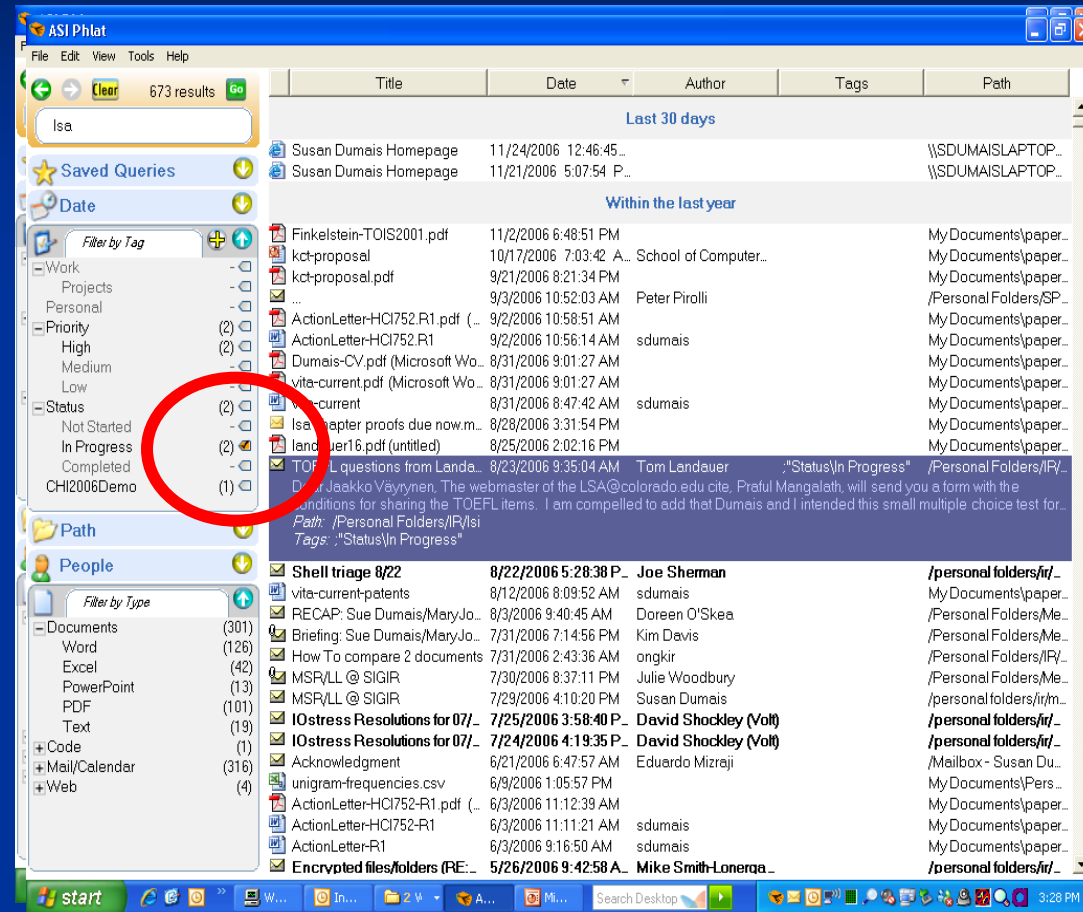 ASI Phlat
File Edit View Tools Help
Clear 673 results Go
lsa
Saved Queries
Date
Filter by Tag
Work -
Projects -
Personal -
Priority (2)
High (2)
Medium -
Low -
Status (2)
Not Started -
In Progress (2)
Completed -
CHI2006Demo (1)
Path
People
Filter by Type
Documents (301)
Word (126)
Excel (42)
PowerPoint (13)
PDF (101)
Text (19)
Code (1)
Mail/Calendar (316)
Web (4)
Title Date Author Tags Path
Last 30 days
Susan Dumais Homepage 11/24/2006 12:46:45... \\SDUMAISLAPTOP...
Susan Dumais Homepage 11/21/2006 5:07:54 P... \\SDUMAISLAPTOP...
Within the last year
Finkelstein-TOIS2001.pdf 11/2/2006 6:48:51 PM My Documents\paper...
kct-proposal 10/17/2006 7:03:42 A... School of Computer... My Documents\paper...
kct-proposal.pdf 9/21/2006 8:21:34 PM My Documents\paper...
... 9/3/2006 10:52:03 AM Peter Pirolli /Personal Folders/SP...
ActionLetter-HCI752.R1.pdf (... 9/2/2006 10:58:51 AM My Documents\paper...
ActionLetter-HCI752.R1 9/2/2006 10:56:14 AM sdumais My Documents\paper...
Dumais-CV.pdf (Microsoft Wo... 8/31/2006 9:01:27 AM My Documents\paper...
vita-current.pdf (Microsoft Wo... 8/31/2006 9:01:27 AM My Documents\paper...
vita-current 8/31/2006 8:47:42 AM sdumais My Documents\paper...
lsa chapter proofs due now.m... 8/28/2006 3:31:54 PM My Documents\paper...
landauer16.pdf (untitled) 8/25/2006 2:02:16 PM My Documents\paper...
TOEFL questions from Landa... 8/23/2006 9:35:04 AM Tom Landauer ;"Status\In Progress" /Personal Folders/IR/...
Dear Jaakko Väyrynen, The webmaster of the LSA@colorado.edu cite, Praful Mangalath, will send you a form with the
conditions for sharing the TOEFL items. I am compelled to add that Dumais and I intended this small multiple choice test for...
Path: /Personal Folders/IR/lsi
Tags: ;"Status\In Progress"
Shell triage 8/22 8/22/2006 5:28:38 P... Joe Sherman /personal folders/ir/...
vita-current-patents 8/12/2006 8:09:52 AM sdumais My Documents\paper...
RECAP: Sue Dumais/MaryJo... 8/3/2006 9:40:45 AM Doreen O'Skea /Personal Folders/Me...
Briefing: Sue Dumais/MaryJo... 7/31/2006 7:14:56 PM Kim Davis /Personal Folders/Me...
How To compare 2 documents 7/31/2006 2:43:36 AM ongkir /Personal Folders/IR/...
MSR/LL @ SIGIR 7/30/2006 8:37:11 PM Julie Woodbury /Personal Folders/Me...
MSR/LL @ SIGIR 7/29/2006 4:10:20 PM Susan Dumais /personal folders/ir/m...
IOstress Resolutions for 07/... 7/25/2006 3:58:40 P... David Shockley (Volt) /personal folders/ir/...
IOstress Resolutions for 07/... 7/24/2006 4:19:35 P... David Shockley (Volt) /personal folders/ir/...
Acknowledgment 6/21/2006 6:47:57 AM Eduardo Mizraji /Mailbox - Susan Du...
unigram-frequencies.csv 6/9/2006 1:05:57 PM My Documents\Pers...
ActionLetter-HCI752-R1.pdf (... 6/3/2006 11:12:39 AM My Documents\paper...
ActionLetter-HCI752-R1 6/3/2006 11:11:21 AM sdumais My Documents\paper...
ActionLetter-R1 6/3/2006 9:16:50 AM sdumais My Documents\paper...
Encrypted files/folders (RE:... 5/26/2006 9:42:58 A... Mike Smith-Lonerga... /personal folders/ir/...
start W... In... 2 A... Mi... Search Desktop 3:28 PM